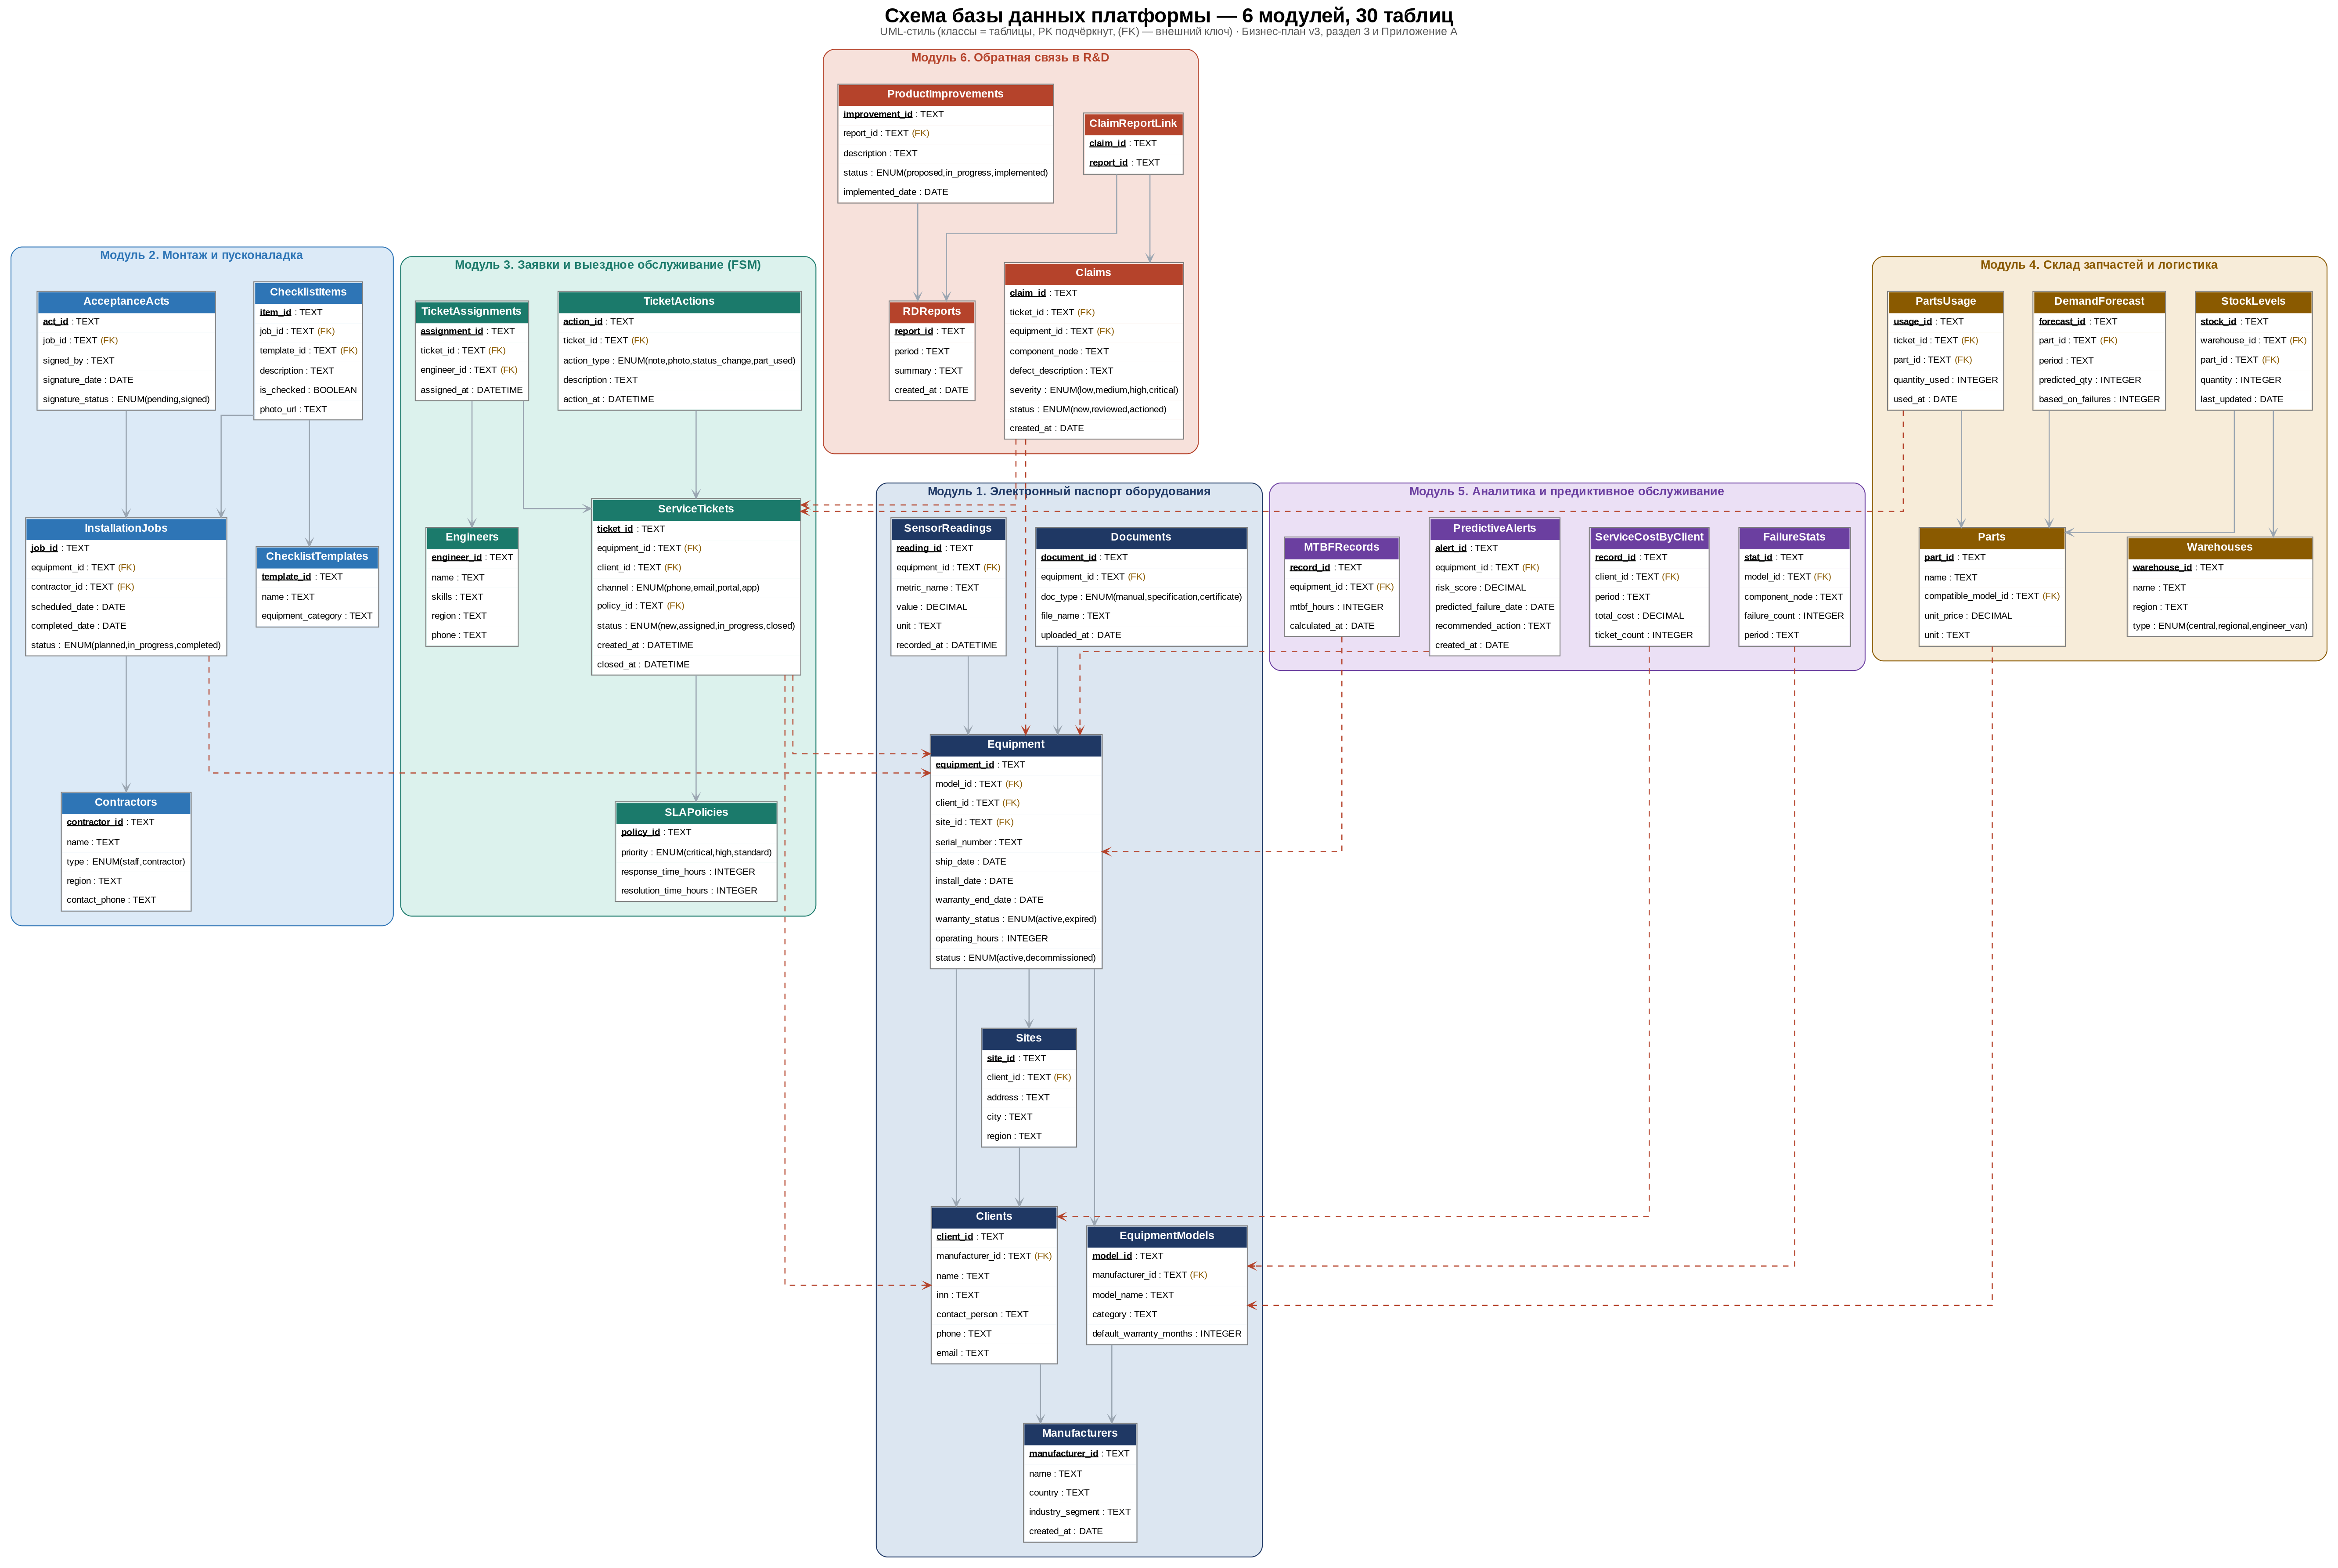 Схема базы данных платформы — 6 модулей, 30 таблиц
UML-стиль (классы = таблицы, PK подчёркнут, (FK) — внешний ключ) · Бизнес-план v3, раздел 3 и Приложение А
Модуль 6. Обратная связь в R&D
ProductImprovements
improvement_id : TEXT
report_id : TEXT (FK)
description : TEXT
status : ENUM(proposed,in_progress,implemented)
implemented_date : DATE
ClaimReportLink
claim_id : TEXT
report_id : TEXT
RDReports
report_id : TEXT
period : TEXT
summary : TEXT
created_at : DATE
Claims
claim_id : TEXT
ticket_id : TEXT (FK)
equipment_id : TEXT (FK)
component_node : TEXT
defect_description : TEXT
severity : ENUM(low,medium,high,critical)
status : ENUM(new,reviewed,actioned)
created_at : DATE
Модуль 2. Монтаж и пусконаладка
AcceptanceActs
act_id : TEXT
job_id : TEXT (FK)
signed_by : TEXT
signature_date : DATE
signature_status : ENUM(pending,signed)
ChecklistItems
item_id : TEXT
job_id : TEXT (FK)
template_id : TEXT (FK)
description : TEXT
is_checked : BOOLEAN
photo_url : TEXT
InstallationJobs
job_id : TEXT
equipment_id : TEXT (FK)
contractor_id : TEXT (FK)
scheduled_date : DATE
completed_date : DATE
status : ENUM(planned,in_progress,completed)
ChecklistTemplates
template_id : TEXT
name : TEXT
equipment_category : TEXT
Contractors
contractor_id : TEXT
name : TEXT
type : ENUM(staff,contractor)
region : TEXT
contact_phone : TEXT
Модуль 3. Заявки и выездное обслуживание (FSM)
TicketAssignments
assignment_id : TEXT
ticket_id : TEXT (FK)
engineer_id : TEXT (FK)
assigned_at : DATETIME
TicketActions
action_id : TEXT
ticket_id : TEXT (FK)
action_type : ENUM(note,photo,status_change,part_used)
description : TEXT
action_at : DATETIME
Engineers
engineer_id : TEXT
name : TEXT
skills : TEXT
region : TEXT
phone : TEXT
ServiceTickets
ticket_id : TEXT
equipment_id : TEXT (FK)
client_id : TEXT (FK)
channel : ENUM(phone,email,portal,app)
policy_id : TEXT (FK)
status : ENUM(new,assigned,in_progress,closed)
created_at : DATETIME
closed_at : DATETIME
SLAPolicies
policy_id : TEXT
priority : ENUM(critical,high,standard)
response_time_hours : INTEGER
resolution_time_hours : INTEGER
Модуль 1. Электронный паспорт оборудования
SensorReadings
reading_id : TEXT
equipment_id : TEXT (FK)
metric_name : TEXT
value : DECIMAL
unit : TEXT
recorded_at : DATETIME
Documents
document_id : TEXT
equipment_id : TEXT (FK)
doc_type : ENUM(manual,specification,certificate)
file_name : TEXT
uploaded_at : DATE
Equipment
equipment_id : TEXT
model_id : TEXT (FK)
client_id : TEXT (FK)
site_id : TEXT (FK)
serial_number : TEXT
ship_date : DATE
install_date : DATE
warranty_end_date : DATE
warranty_status : ENUM(active,expired)
operating_hours : INTEGER
status : ENUM(active,decommissioned)
Sites
site_id : TEXT
client_id : TEXT (FK)
address : TEXT
city : TEXT
region : TEXT
Clients
client_id : TEXT
manufacturer_id : TEXT (FK)
name : TEXT
inn : TEXT
contact_person : TEXT
phone : TEXT
email : TEXT
EquipmentModels
model_id : TEXT
manufacturer_id : TEXT (FK)
model_name : TEXT
category : TEXT
default_warranty_months : INTEGER
Manufacturers
manufacturer_id : TEXT
name : TEXT
country : TEXT
industry_segment : TEXT
created_at : DATE
Модуль 5. Аналитика и предиктивное обслуживание
MTBFRecords
record_id : TEXT
equipment_id : TEXT (FK)
mtbf_hours : INTEGER
calculated_at : DATE
PredictiveAlerts
alert_id : TEXT
equipment_id : TEXT (FK)
risk_score : DECIMAL
predicted_failure_date : DATE
recommended_action : TEXT
created_at : DATE
ServiceCostByClient
record_id : TEXT
client_id : TEXT (FK)
period : TEXT
total_cost : DECIMAL
ticket_count : INTEGER
FailureStats
stat_id : TEXT
model_id : TEXT (FK)
component_node : TEXT
failure_count : INTEGER
period : TEXT
Модуль 4. Склад запчастей и логистика
PartsUsage
usage_id : TEXT
ticket_id : TEXT (FK)
part_id : TEXT (FK)
quantity_used : INTEGER
used_at : DATE
DemandForecast
forecast_id : TEXT
part_id : TEXT (FK)
period : TEXT
predicted_qty : INTEGER
based_on_failures : INTEGER
StockLevels
stock_id : TEXT
warehouse_id : TEXT (FK)
part_id : TEXT (FK)
quantity : INTEGER
last_updated : DATE
Parts
part_id : TEXT
name : TEXT
compatible_model_id : TEXT (FK)
unit_price : DECIMAL
unit : TEXT
Warehouses
warehouse_id : TEXT
name : TEXT
region : TEXT
type : ENUM(central,regional,engineer_van)